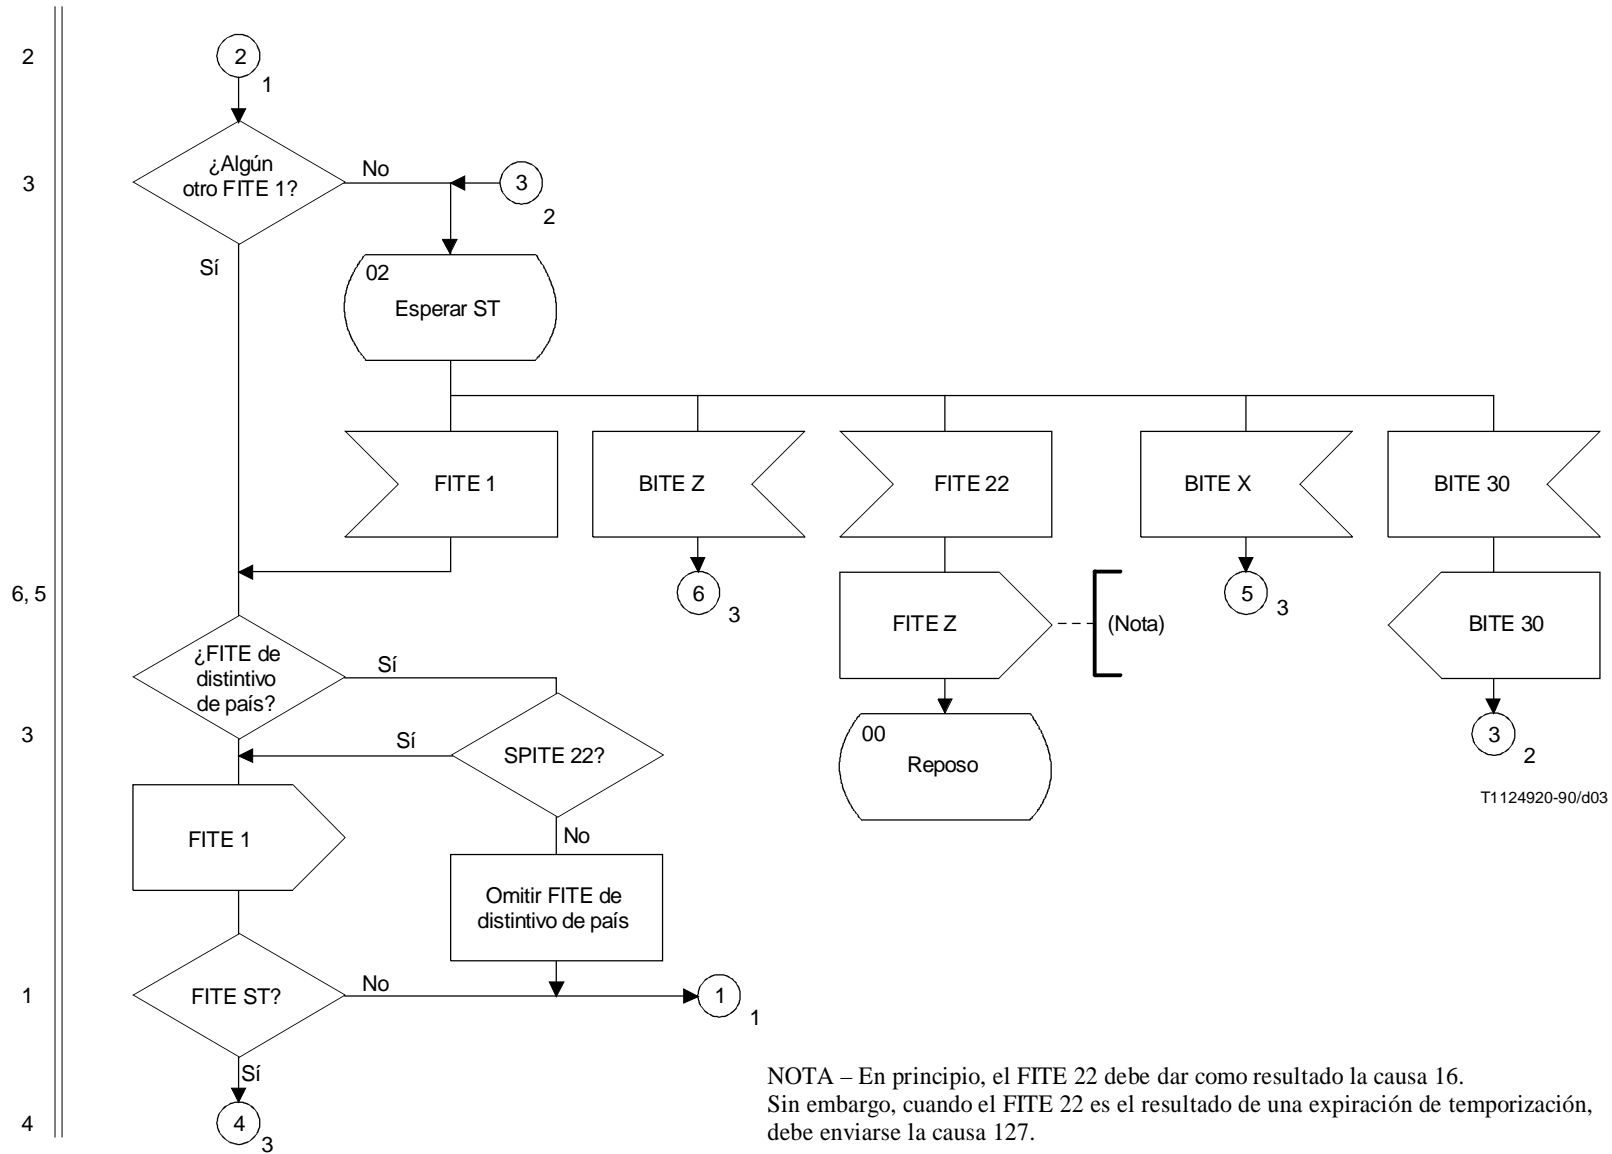 2
2
1
¿Algún
otro FITE 1?
No
3
3
2
Sí
02
Esperar ST
FITE 1
BITE Z
FITE 22
BITE X
BITE 30
6, 5
6
3
FITE Z
(Nota)
5
3
BITE 30
¿FITE de
distintivo
de país?
Sí
3
Sí
SPITE 22?
00
Reposo
3
2
T1124920-90/d03
FITE 1
No
Omitir FITE de
distintivo de país
1
FITE ST?
No
1
1
Sí
4
4
3
NOTA – En principio, el FITE 22 debe dar como resultado la causa 16.
Sin embargo, cuando el FITE 22 es el resultado de una expiración de temporización,
debe enviarse la causa 127.